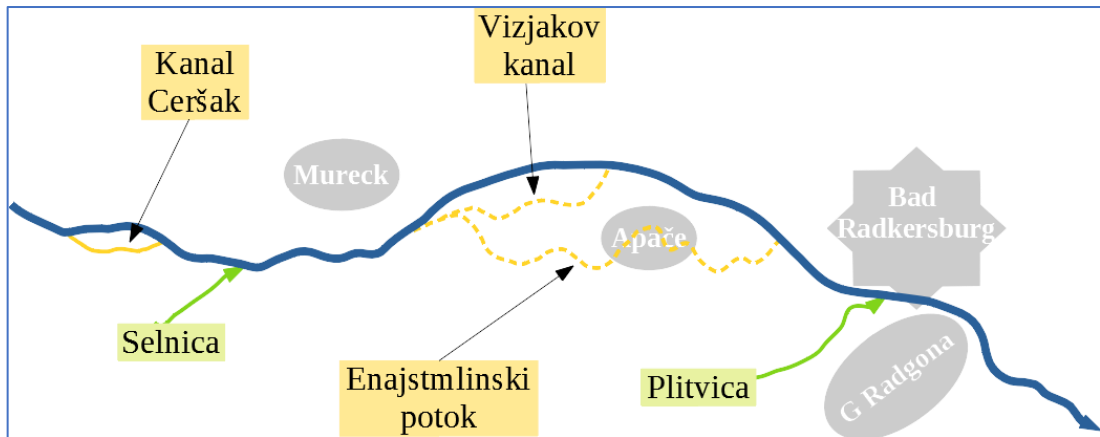 Vizjakov
kanal
Kanal
Ceršak
Mureck
Bad
Radkersburg
Apače
Selnica
Enajstmlinski
potok
Plitvica
G Radgona